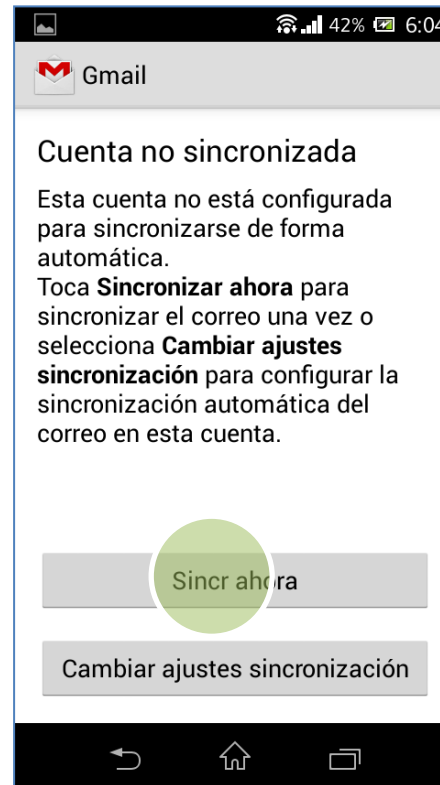 42% 6:04
Gmail
Cuenta no sincronizada
Esta cuenta no está configurada
para sincronizarse de forma
automática.
Toca Sincronizar ahora para
sincronizar el correo una vez o
selecciona Cambiar ajustes
sincronización para configurar la
sincronización automática del
correo en esta cuenta.
Sincr ahora
Cambiar ajustes sincronización